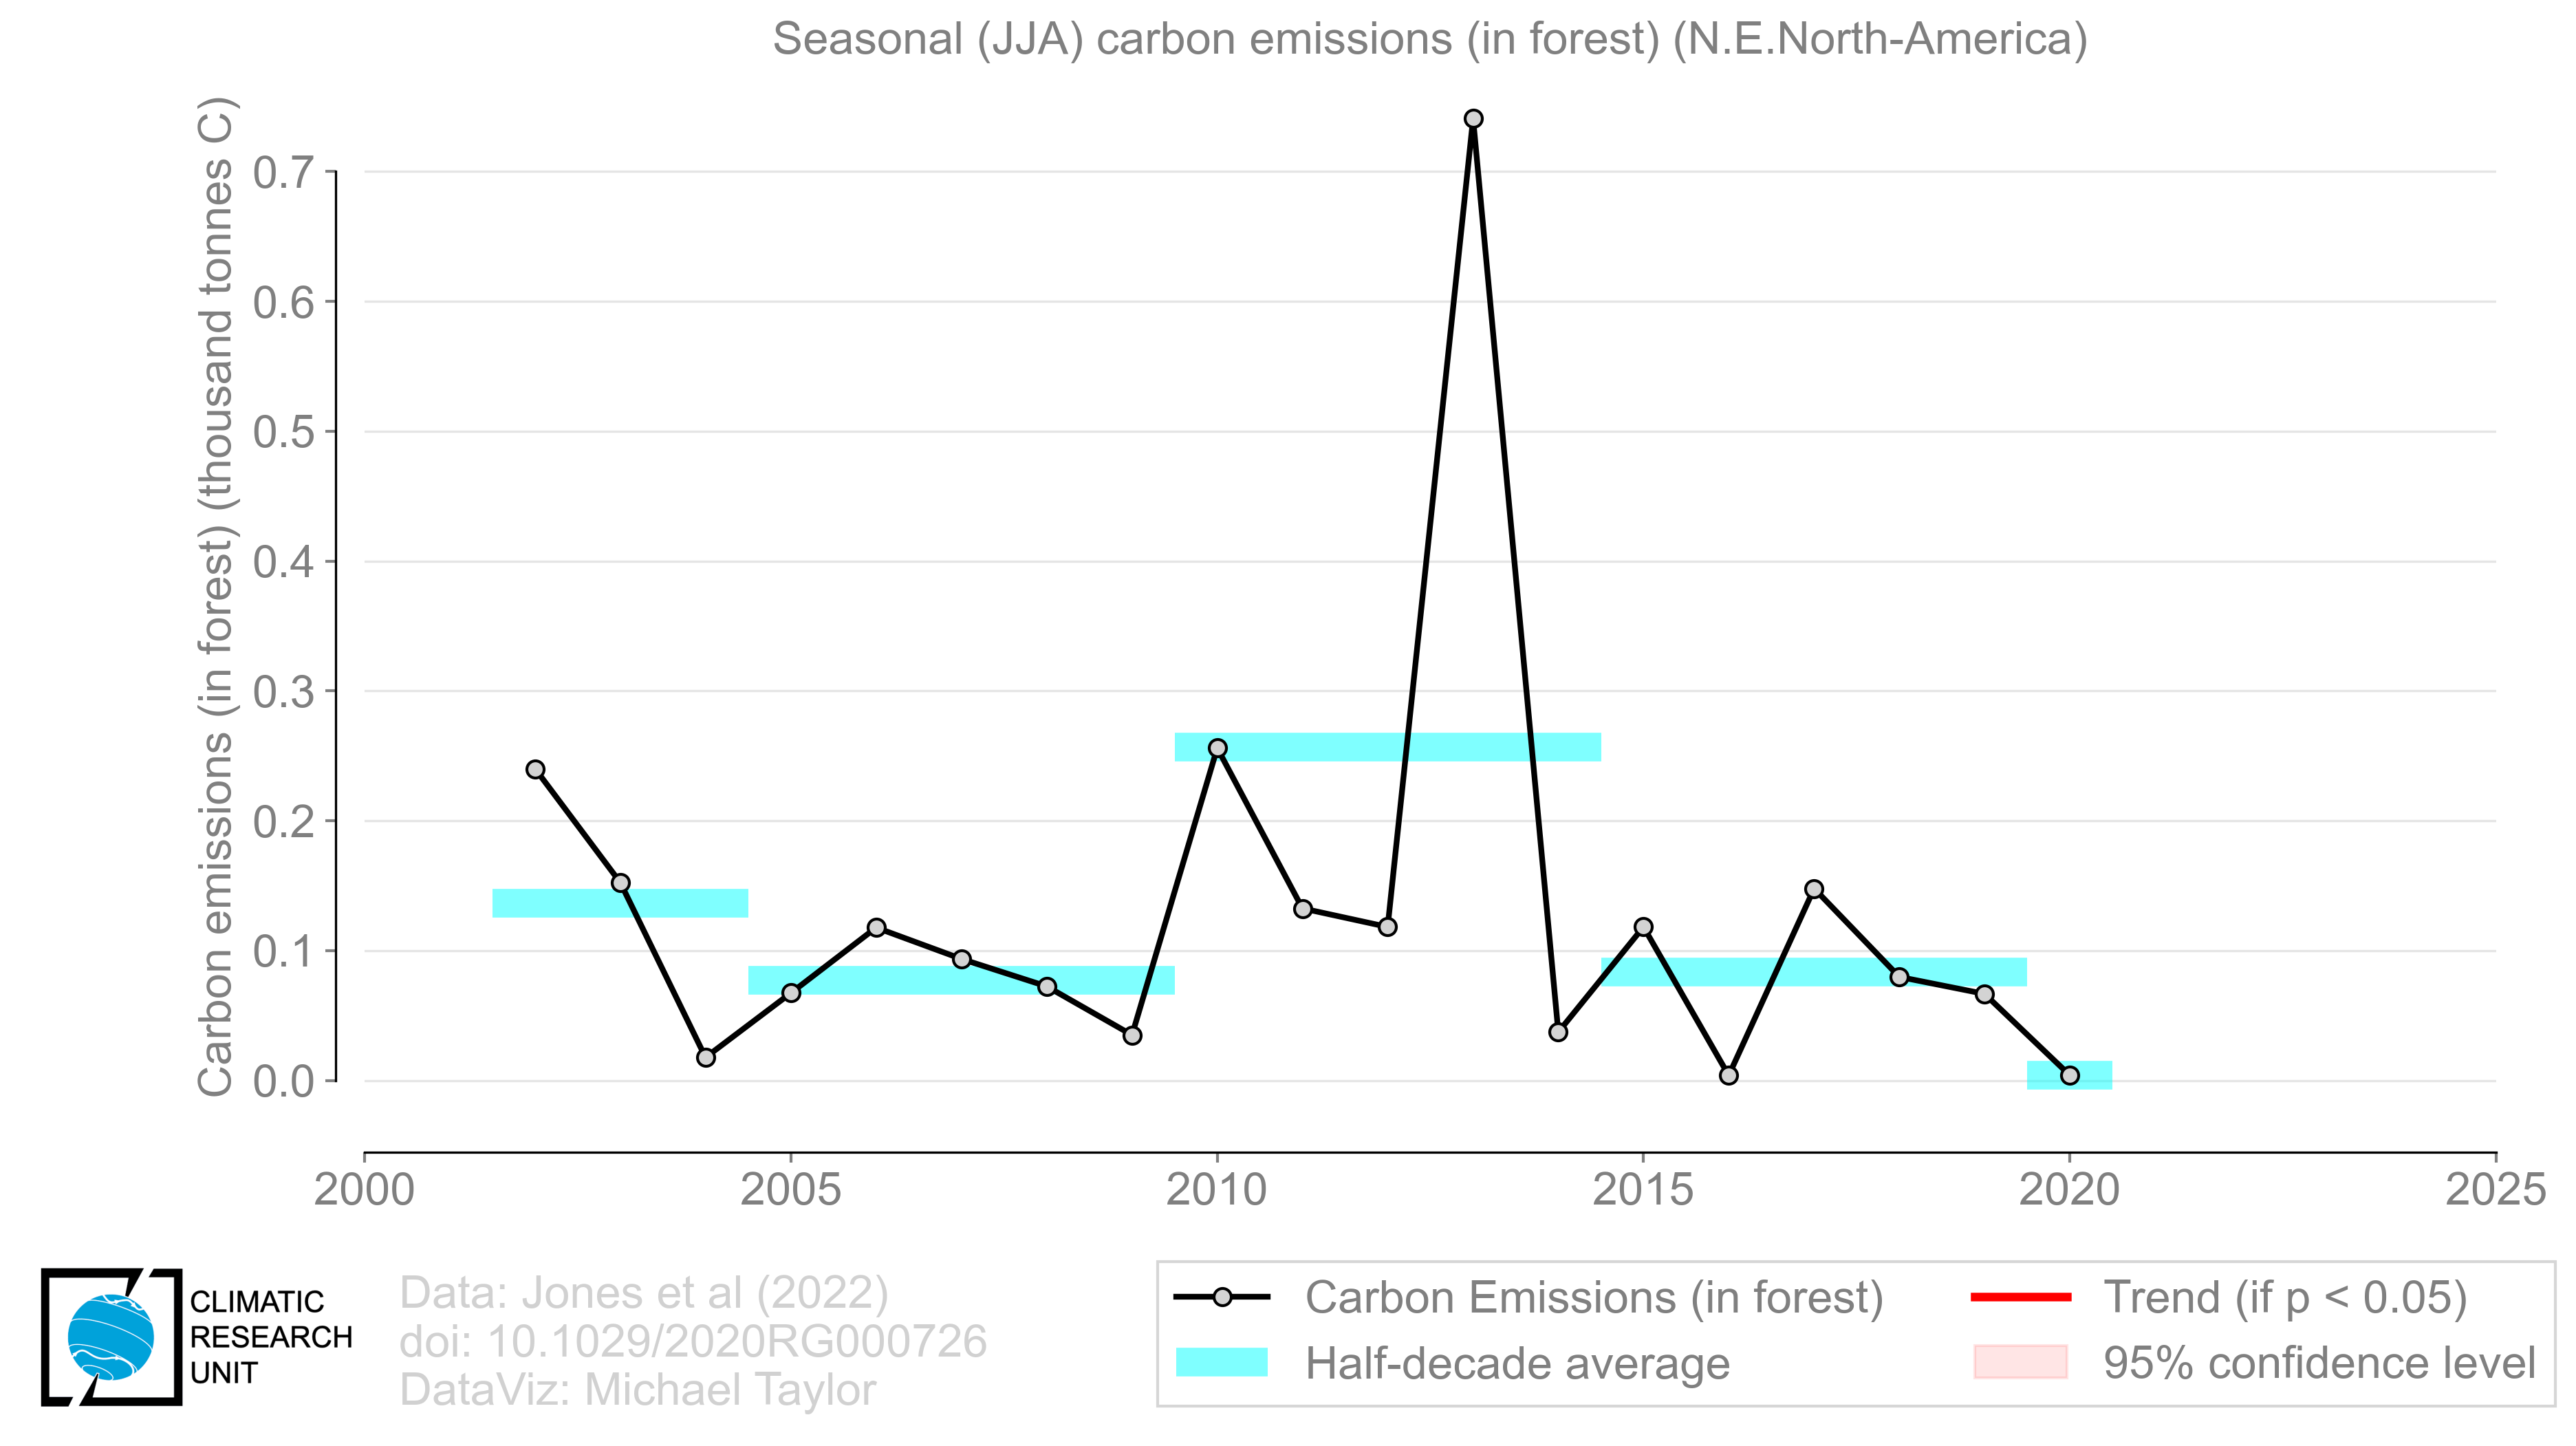 Seasonal (JJA) carbon emissions (in forest) (N.E.North-America)
Carbon emissions (in forest) (thousand tonnes C)
0.7
0.6
0.5
0.4
0.3
0.2
0.1
0.0
2000 2005 2010 2015 2020 2025
CLIMATIC
RESEARCH
UNIT
Data: Jones et al (2022)
doi: 10.1029/2020RG000726
DataViz: Michael Taylor
Carbon Emissions (in forest)
Half-decade average
Trend (if p < 0.05)
95% confidence level